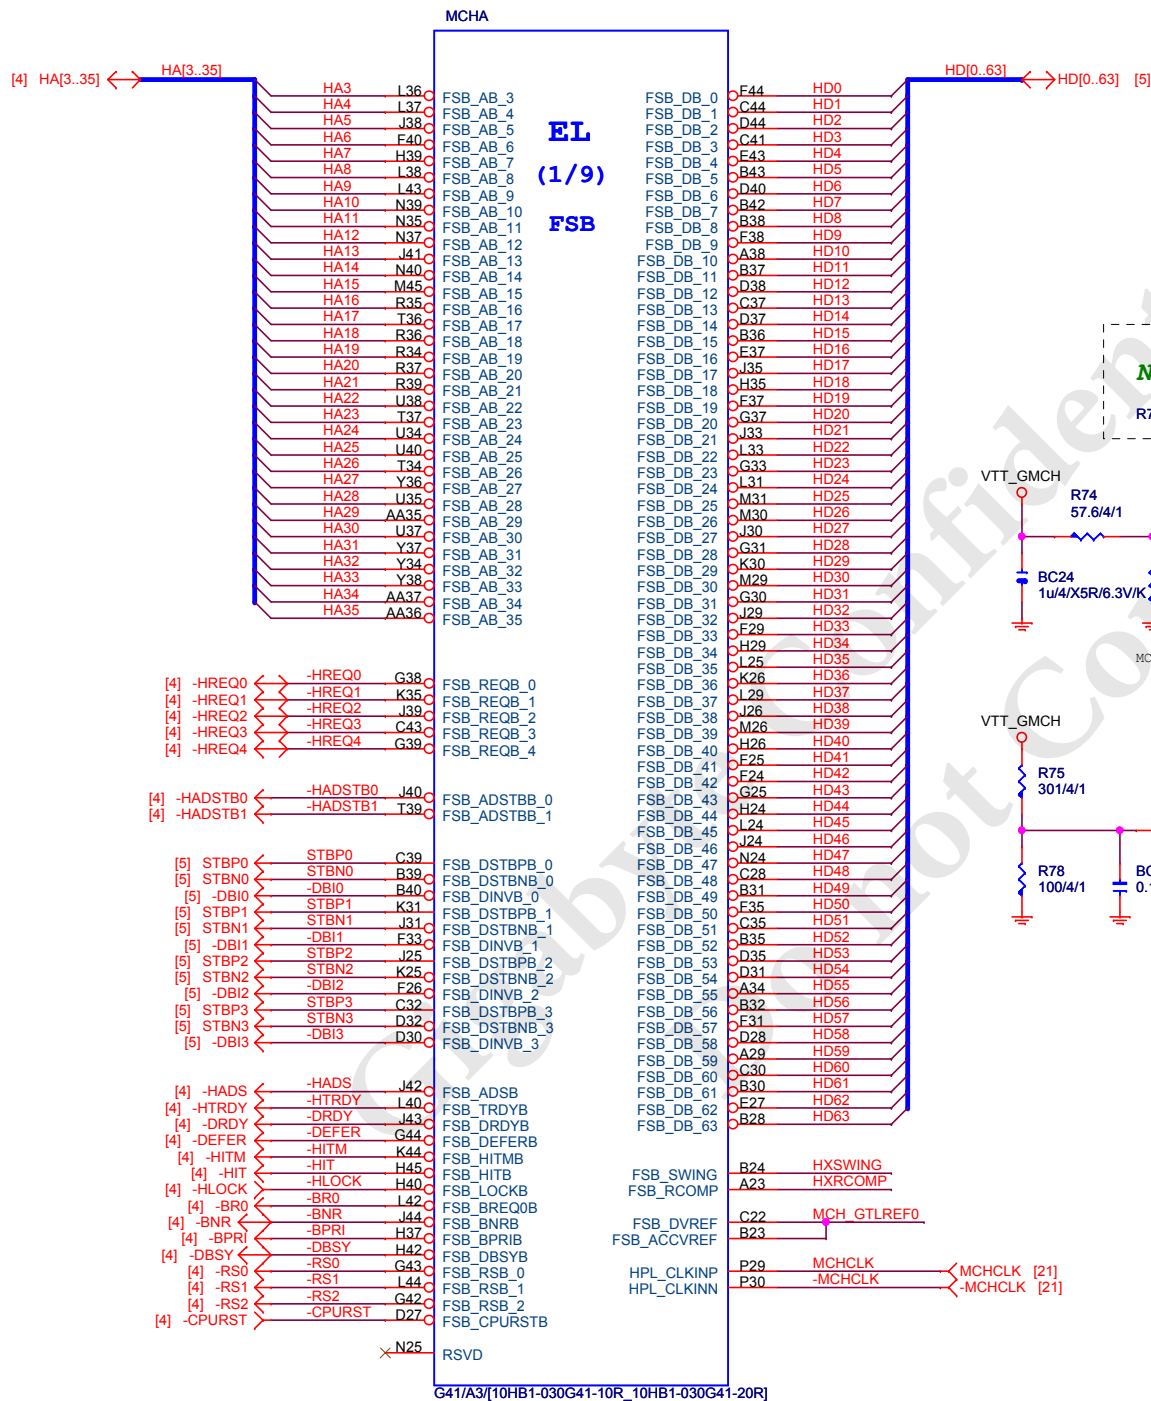 MCHA
[4] HA[3..35]
HA[3..35]
HD[0..63]
HD[0..63] [5]
EL
(1/9)
FSB
HA3 L36 FSB_AB_3
HA4 L37 FSB_AB_4
HA5 J38 FSB_AB_5
HA6 F40 FSB_AB_6
HA7 H39 FSB_AB_7
HA8 L38 FSB_AB_8
HA9 L43 FSB_AB_9
HA10 N39 FSB_AB_10
HA11 N35 FSB_AB_11
HA12 N37 FSB_AB_12
HA13 J41 FSB_AB_13
HA14 N40 FSB_AB_14
HA15 M45 FSB_AB_15
HA16 R35 FSB_AB_16
HA17 T36 FSB_AB_17
HA18 R36 FSB_AB_18
HA19 R34 FSB_AB_19
HA20 R37 FSB_AB_20
HA21 R39 FSB_AB_21
HA22 U38 FSB_AB_22
HA23 T37 FSB_AB_23
HA24 U34 FSB_AB_24
HA25 U40 FSB_AB_25
HA26 T34 FSB_AB_26
HA27 Y36 FSB_AB_27
HA28 U35 FSB_AB_28
HA29 AA35 FSB_AB_29
HA30 U37 FSB_AB_30
HA31 Y37 FSB_AB_31
HA32 Y34 FSB_AB_32
HA33 Y38 FSB_AB_33
HA34 AA37 FSB_AB_34
HA35 AA36 FSB_AB_35
[4] -HREQ0 -HREQ0 G38 FSB_REQB_0
[4] -HREQ1 -HREQ1 K35 FSB_REQB_1
[4] -HREQ2 -HREQ2 J39 FSB_REQB_2
[4] -HREQ3 -HREQ3 C43 FSB_REQB_3
[4] -HREQ4 -HREQ4 G39 FSB_REQB_4
[4] -HADSTB0 -HADSTB0 J40 FSB_ADSTBB_0
[4] -HADSTB1 -HADSTB1 T39 FSB_ADSTBB_1
[5] STBP0 STBP0 C39 FSB_DSTBPB_0
[5] STBN0 STBN0 B39 FSB_DSTBNB_0
[5] -DBI0 -DBI0 B40 FSB_DINVB_0
[5] STBP1 STBP1 K31 FSB_DSTBPB_1
[5] STBN1 STBN1 J31 FSB_DSTBNB_1
[5] -DBI1 -DBI1 F33 FSB_DINVB_1
[5] STBP2 STBP2 J25 FSB_DSTBPB_2
[5] STBN2 STBN2 K25 FSB_DSTBNB_2
[5] -DBI2 -DBI2 F26 FSB_DINVB_2
[5] STBP3 STBP3 C32 FSB_DSTBPB_3
[5] STBN3 STBN3 D32 FSB_DSTBNB_3
[5] -DBI3 -DBI3 D30 FSB_DINVB_3
[4] -HADS -HADS J42 FSB_ADSB
[4] -HTRDY -HTRDY L40 FSB_TRDYB
[4] -DRDY -DRDY J43 FSB_DRDYB
[4] -DEFER -DEFER G44 FSB_DEFERB
[4] -HITM -HITM K44 FSB_HITMB
[4] -HIT -HIT H45 FSB_HITB
[4] -HLOCK -HLOCK H40 FSB_LOCKB
[4] -BR0 -BR0 L42 FSB_BREQ0B
[4] -BNR -BNR J44 FSB_BNRB
[4] -BPRI -BPRI H37 FSB_BPRIB
[4] -DBSY -DBSY H42 FSB_DBSYB
[4] -RS0 -RS0 G43 FSB_RSB_0
[4] -RS1 -RS1 L44 FSB_RSB_1
[4] -RS2 -RS2 G42 FSB_RSB_2
[4] -CPURST -CPURST D27 FSB_CPURSTB
N25 RSVD
FSB_DB_0 F44 HD0
FSB_DB_1 C44 HD1
FSB_DB_2 D44 HD2
FSB_DB_3 C41 HD3
FSB_DB_4 E43 HD4
FSB_DB_5 B43 HD5
FSB_DB_6 D40 HD6
FSB_DB_7 B42 HD7
FSB_DB_8 B38 HD8
FSB_DB_9 F38 HD9
FSB_DB_10 A38 HD10
FSB_DB_11 B37 HD11
FSB_DB_12 D38 HD12
FSB_DB_13 C37 HD13
FSB_DB_14 D37 HD14
FSB_DB_15 B36 HD15
FSB_DB_16 E37 HD16
FSB_DB_17 J35 HD17
FSB_DB_18 H35 HD18
FSB_DB_19 F37 HD19
FSB_DB_20 G37 HD20
FSB_DB_21 J33 HD21
FSB_DB_22 L33 HD22
FSB_DB_23 G33 HD23
FSB_DB_24 L31 HD24
FSB_DB_25 M31 HD25
FSB_DB_26 M30 HD26
FSB_DB_27 J30 HD27
FSB_DB_28 G31 HD28
FSB_DB_29 K30 HD29
FSB_DB_30 M29 HD30
FSB_DB_31 G30 HD31
FSB_DB_32 J29 HD32
FSB_DB_33 F29 HD33
FSB_DB_34 H29 HD34
FSB_DB_35 L25 HD35
FSB_DB_36 K26 HD36
FSB_DB_37 L29 HD37
FSB_DB_38 J26 HD38
FSB_DB_39 M26 HD39
FSB_DB_40 H26 HD40
FSB_DB_41 F25 HD41
FSB_DB_42 F24 HD42
FSB_DB_43 G25 HD43
FSB_DB_44 H24 HD44
FSB_DB_45 L24 HD45
FSB_DB_46 J24 HD46
FSB_DB_47 N24 HD47
FSB_DB_48 C28 HD48
FSB_DB_49 B31 HD49
FSB_DB_50 F35 HD50
FSB_DB_51 C35 HD51
FSB_DB_52 B35 HD52
FSB_DB_53 D35 HD53
FSB_DB_54 D31 HD54
FSB_DB_55 A34 HD55
FSB_DB_56 B32 HD56
FSB_DB_57 F31 HD57
FSB_DB_58 D28 HD58
FSB_DB_59 A29 HD59
FSB_DB_60 C30 HD60
FSB_DB_61 B30 HD61
FSB_DB_62 E27 HD62
FSB_DB_63 B28 HD63
FSB_SWING B24 HXSWING
FSB_RCOMP A23 HXRCOMP
FSB_DVREF C22 MCH_GTLREF0
FSB_ACCVREF B23
HPL_CLKINP P29 MCHCLK MCHCLK [21]
HPL_CLKINN P30 -MCHCLK -MCHCLK [21]
G41/A3/[10HB1-030G41-10R_10HB1-030G41-20R]
VTT_GMCH
R74
57.6/4/1
BC24
1u/4/X5R/6.3V/K
VTT_GMCH
R75
301/4/1
R78
100/4/1
Gigabyte Confident
Do not Co